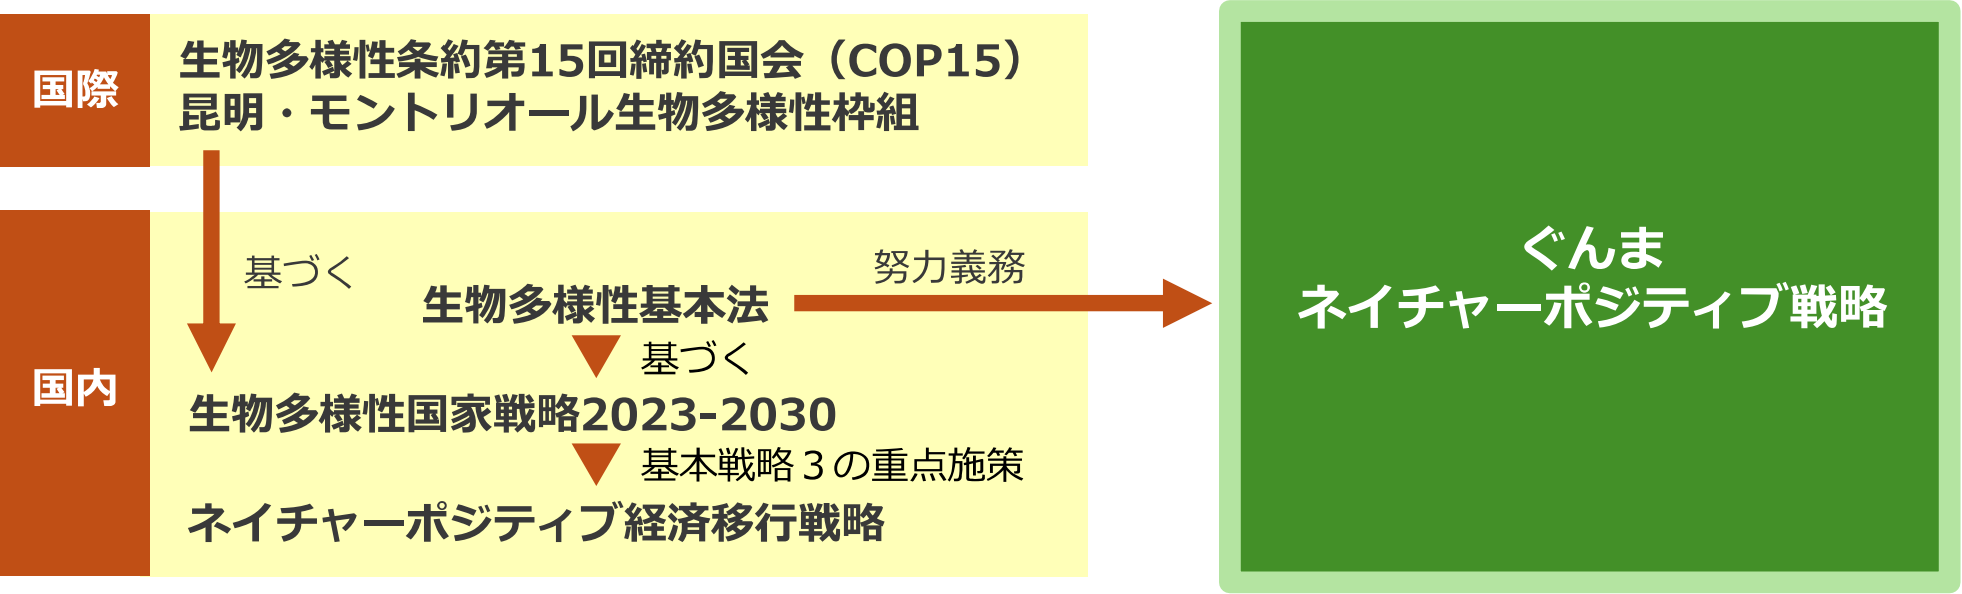 国際
生物多様性条約第15回締約国会（COP15）
昆明・モントリオール生物多様性枠組
国内
基づく
生物多様性基本法
努力義務
基づく
生物多様性国家戦略2023-2030
基本戦略３の重点施策
ネイチャーポジティブ経済移行戦略
ぐんま
ネイチャーポジティブ戦略